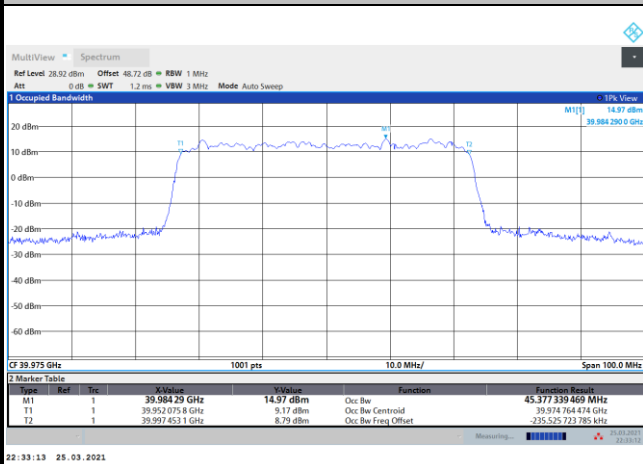 MultiView Spectrum
Ref Level 28.92 dBm Offset 48.72 dB RBW 1 MHz
Att 0 dB SWT 1.2 ms VBW 3 MHz Mode Auto Sweep
1 Occupied Bandwidth 1Pk View
M1[1] 14.97 dBm
39.984 290 0 GHz
20 dBm
M1
T1
T2
10 dBm
0 dBm
-10 dBm
-20 dBm
-30 dBm
-40 dBm
-50 dBm
-60 dBm
CF 39.975 GHz 1001 pts 10.0 MHz/ Span 100.0 MHz
2 Marker Table
Type Ref Trc X-Value Y-Value Function Function Result
M1 1 39.984 29 GHz 14.97 dBm Occ Bw 45.377 339 469 MHz
T1 1 39.952 075 8 GHz 9.17 dBm Occ Bw Centroid 39.974 764 474 GHz
T2 1 39.997 453 1 GHz 8.79 dBm Occ Bw Freq Offset -235.525 723 785 kHz
Measuring... 25.03.2021
22:33:12
22:33:13 25.03.2021